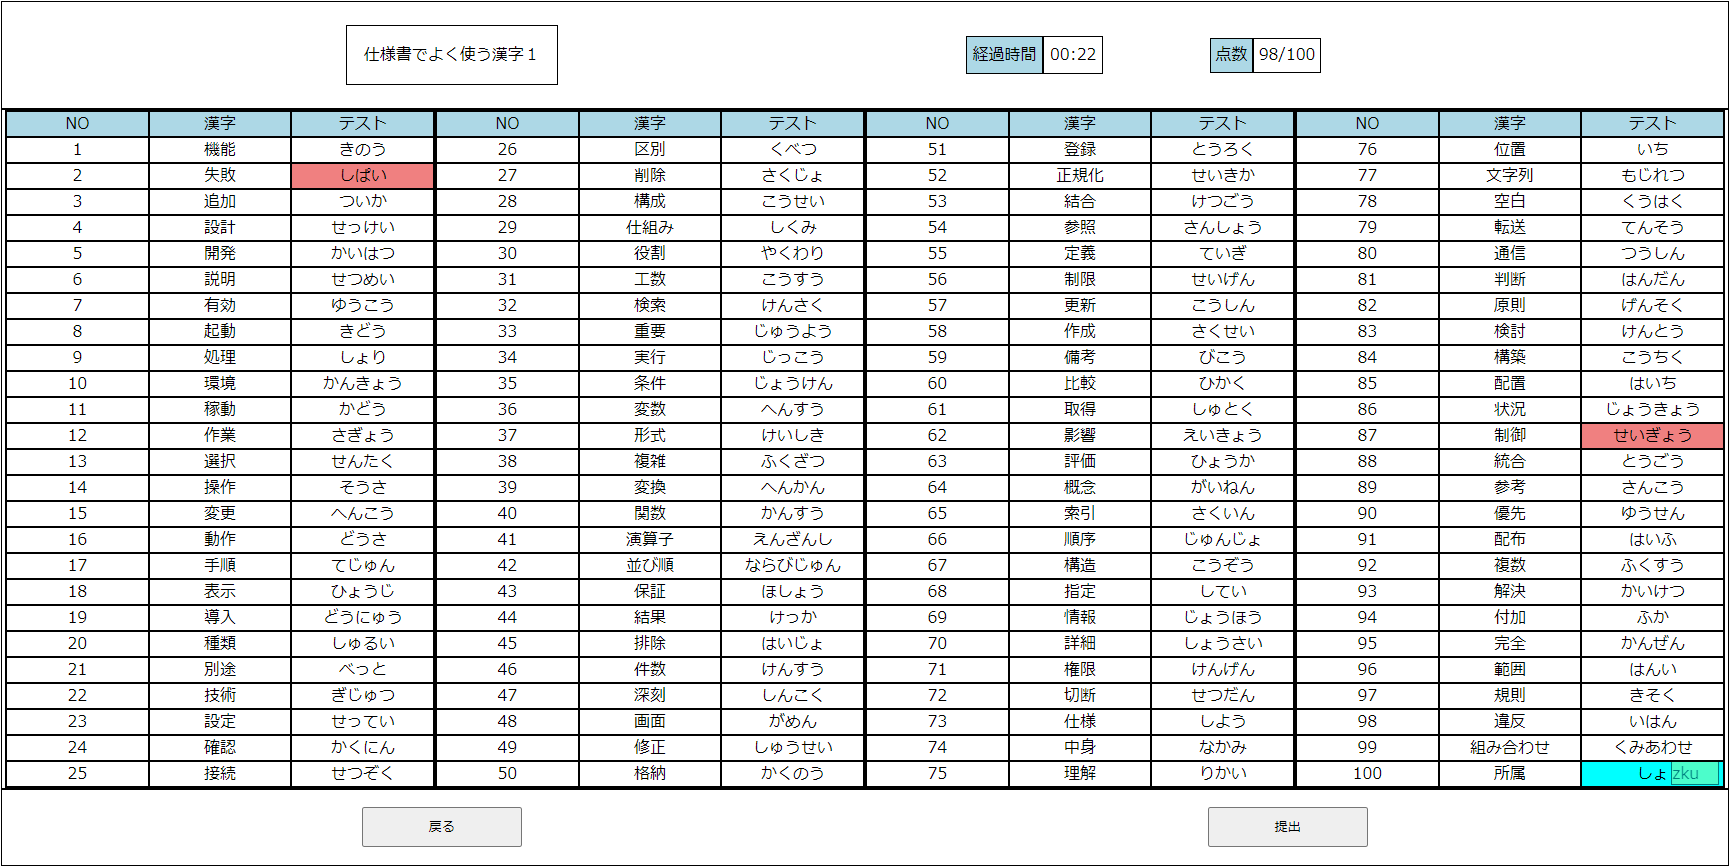 仕様書でよく使う漢字１
経過時間 00:22
点数 98/100
NO 漢字 テスト NO 漢字 テスト NO 漢字 テスト NO 漢字 テスト
1 機能 きのう 26 区別 くべつ 51 登録 とうろく 76 位置 いち
2 失敗 しぱい 27 削除 さくじょ 52 正規化 せいきか 77 文字列 もじれつ
3 追加 ついか 28 構成 こうせい 53 結合 けつごう 78 空白 くうはく
4 設計 せっけい 29 仕組み しくみ 54 参照 さんしょう 79 転送 てんそう
5 開発 かいはつ 30 役割 やくわり 55 定義 ていぎ 80 通信 つうしん
6 説明 せつめい 31 工数 こうすう 56 制限 せいげん 81 判断 はんだん
7 有効 ゆうこう 32 検索 けんさく 57 更新 こうしん 82 原則 げんそく
8 起動 きどう 33 重要 じゅうよう 58 作成 さくせい 83 検討 けんとう
9 処理 しょり 34 実行 じっこう 59 備考 びこう 84 構築 こうちく
10 環境 かんきょう 35 条件 じょうけん 60 比較 ひかく 85 配置 はいち
11 稼動 かどう 36 変数 へんすう 61 取得 しゅとく 86 状況 じょうきょう
12 作業 さぎょう 37 形式 けいしき 62 影響 えいきょう 87 制御 せいぎょう
13 選択 せんたく 38 複雑 ふくざつ 63 評価 ひょうか 88 統合 とうごう
14 操作 そうさ 39 変換 へんかん 64 概念 がいねん 89 参考 さんこう
15 変更 へんこう 40 関数 かんすう 65 索引 さくいん 90 優先 ゆうせん
16 動作 どうさ 41 演算子 えんざんし 66 順序 じゅんじょ 91 配布 はいふ
17 手順 てじゅん 42 並び順 ならびじゅん 67 構造 こうぞう 92 複数 ふくすう
18 表示 ひょうじ 43 保証 ほしょう 68 指定 してい 93 解決 かいけつ
19 導入 どうにゅう 44 結果 けっか 69 情報 じょうほう 94 付加 ふか
20 種類 しゅるい 45 排除 はいじょ 70 詳細 しょうさい 95 完全 かんぜん
21 別途 べっと 46 件数 けんすう 71 権限 けんげん 96 範囲 はんい
22 技術 ぎじゅつ 47 深刻 しんこく 72 切断 せつだん 97 規則 きそく
23 設定 せってい 48 画面 がめん 73 仕様 しよう 98 違反 いはん
24 確認 かくにん 49 修正 しゅうせい 74 中身 なかみ 99 組み合わせ くみあわせ
25 接続 せつぞく 50 格納 かくのう 75 理解 りかい 100 所属 しょzku
戻る 提出